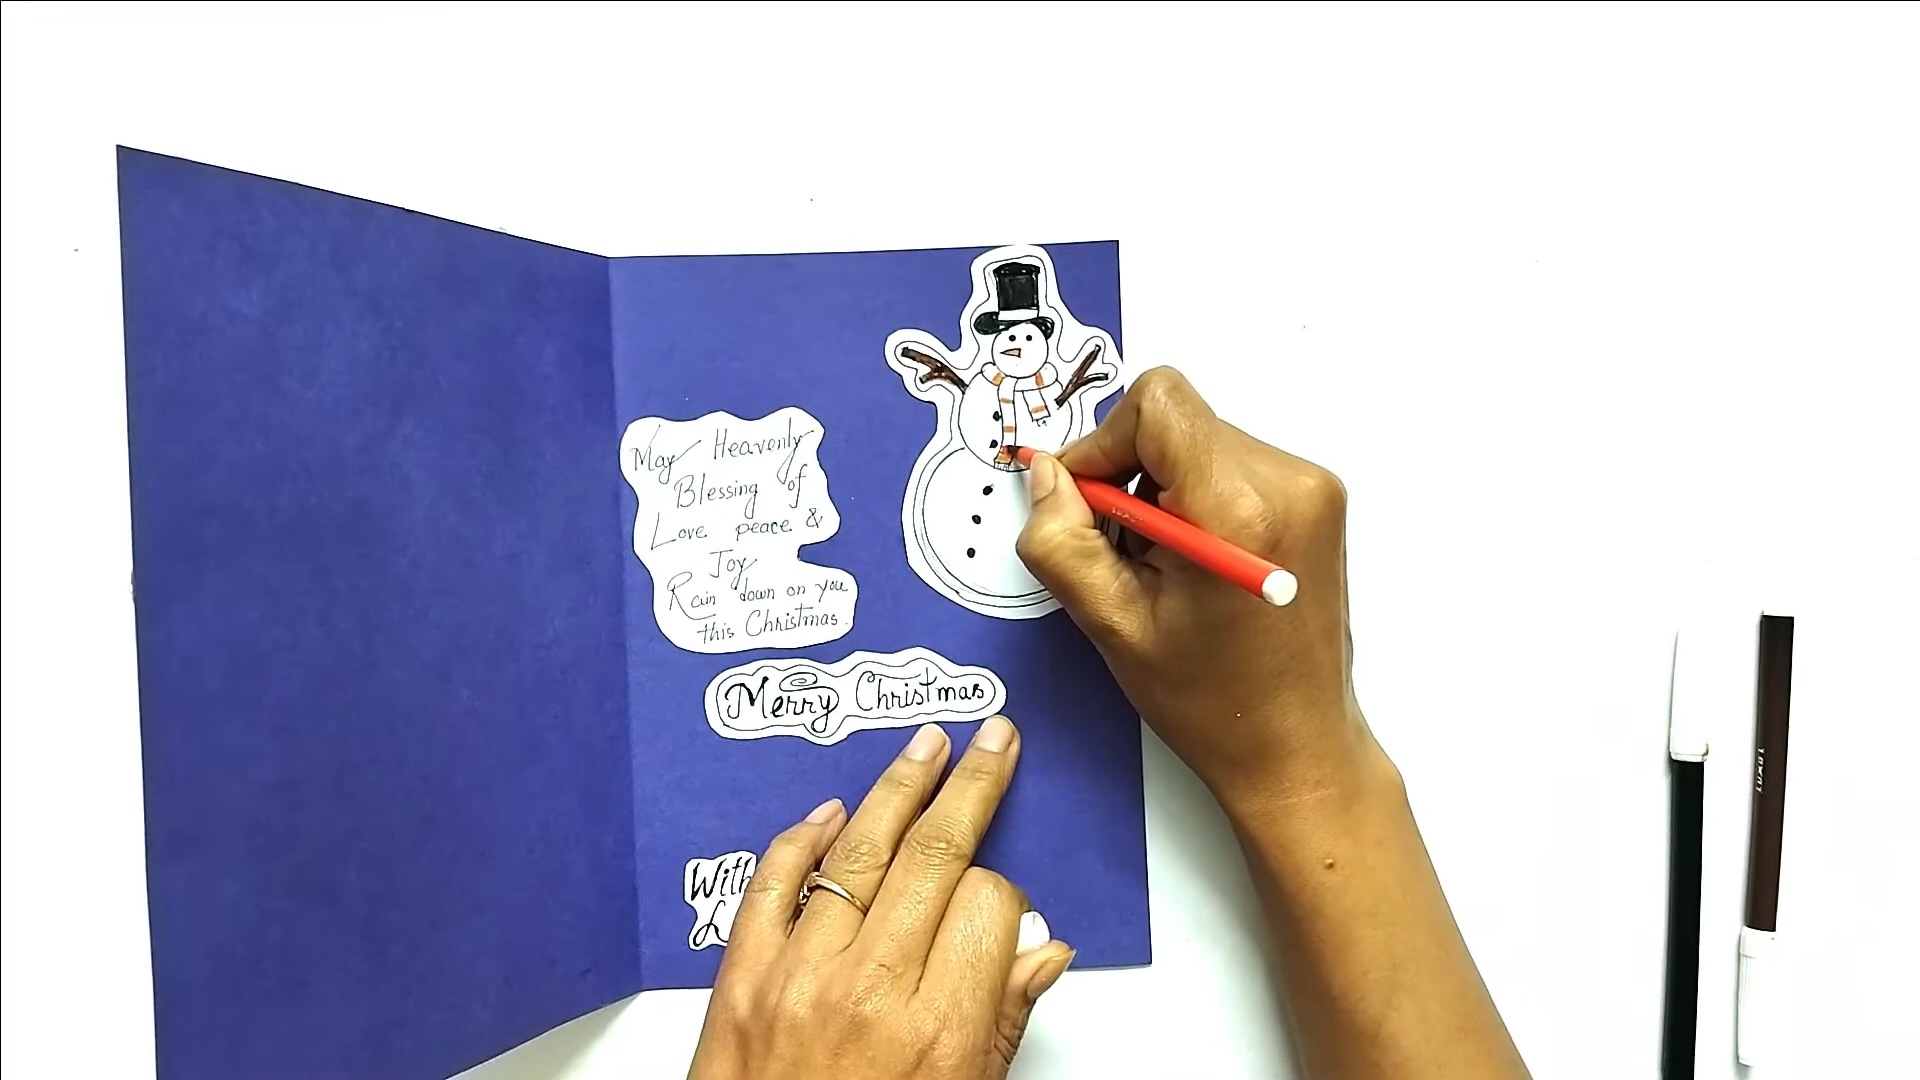 May Heavenly
Blessing of
Love peace &
Joy
Rain down on you
this Christmas.
Merry Christmas
With